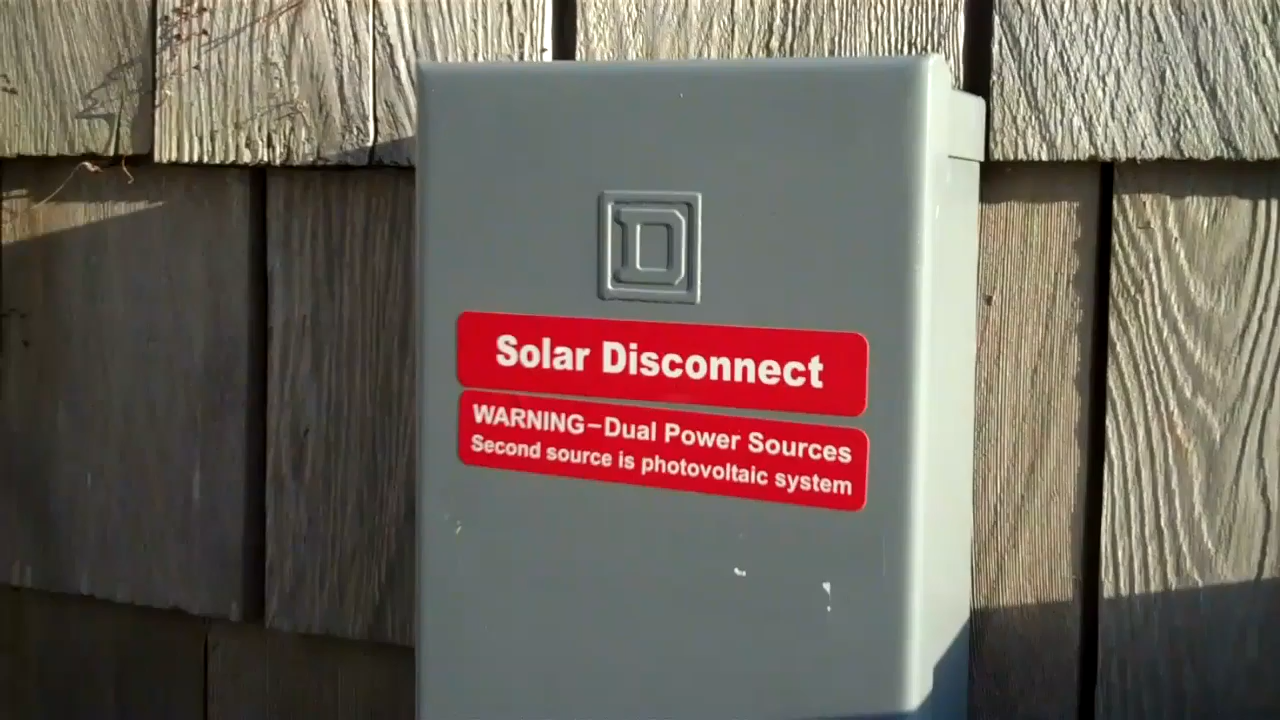 D
Solar Disconnect
WARNING–Dual Power Sources
Second source is photovoltaic system